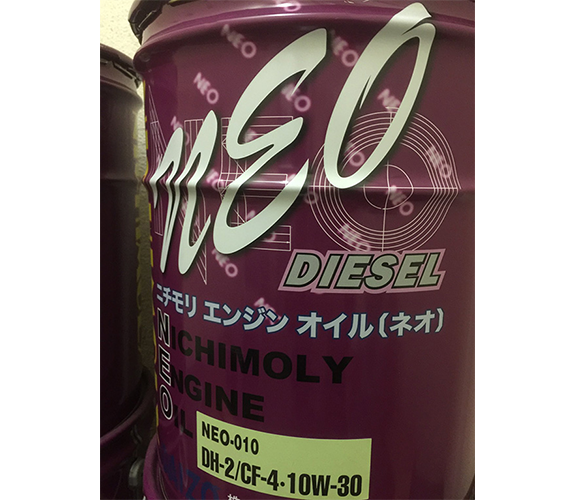 NEO
DIESEL
ニチモリ エンジン オイル〔ネオ〕
NICHIMOLY
ENGINE
OIL
NEO-010
DH-2/CF-4・10W-30